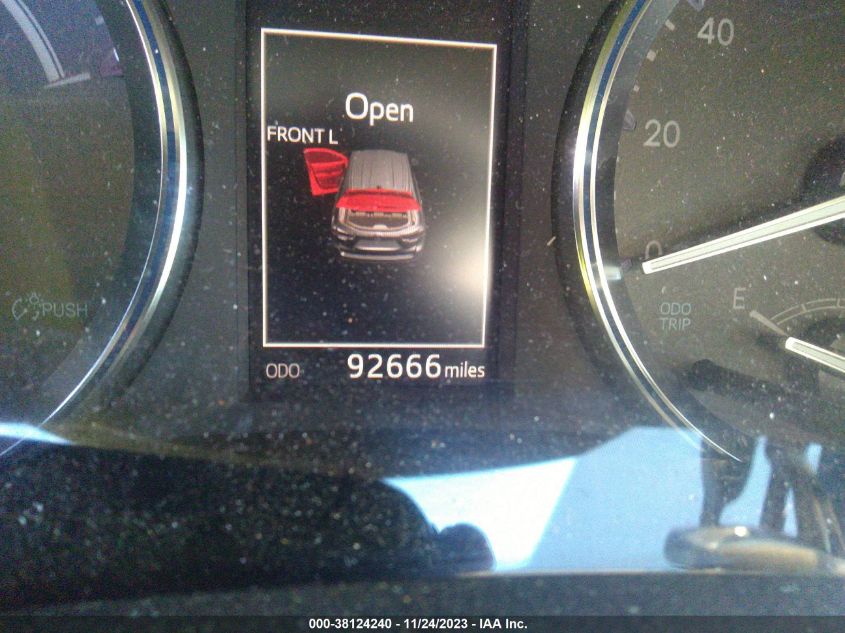 Open
FRONT L
40
20
0
PUSH
ODO
TRIP
E
ODO 92666 miles
000-38124240 - 11/24/2023 - IAA Inc.